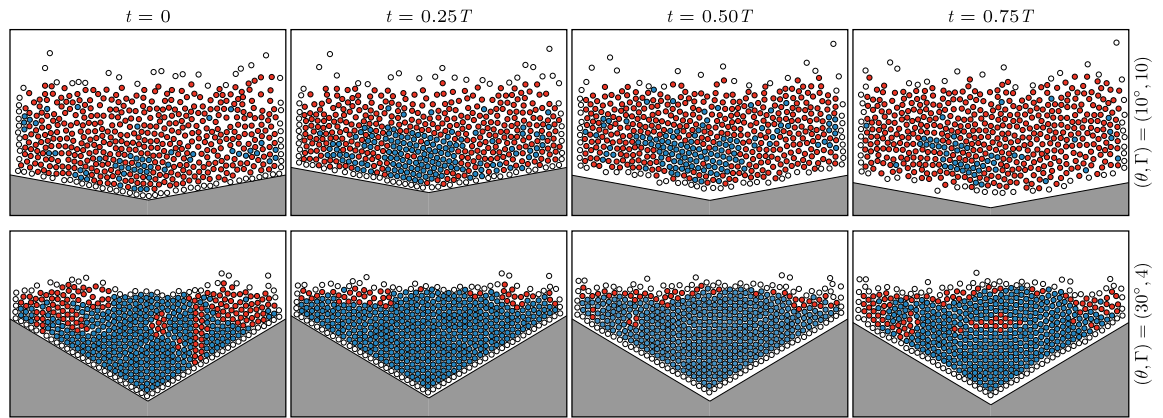 t = 0
t = 0.25T
t = 0.50T
t = 0.75T
(θ, Γ) = (10°, 10)
(θ, Γ) = (30°, 4)